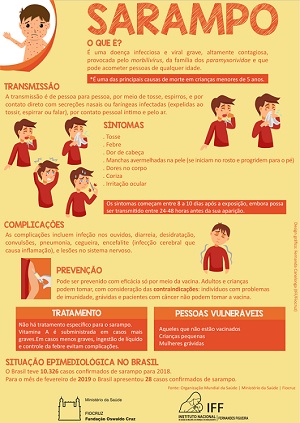 SARAMPO
O QUE É?
É uma doença infecciosa e viral grave, altamente contagiosa,
provocada pelo morbilivirus, da família dos paramyxovidae e que
pode acometer pessoas de qualquer idade.
*É uma das principais causas de morte em crianças menores de 5 anos.
TRANSMISSÃO
A transmissão é de pessoa para pessoa, por meio de tosse, espirros, e por
contato direto com secreções nasais ou faríngeas infectadas (expelidas ao
tossir, espirrar ou falar), por contato pessoal íntimo e pelo ar.
SINTOMAS
. Tosse
. Febre
. Dor de cabeça
. Manchas avermelhadas na pele (se iniciam no rosto e progridem para o pé)
. Dores no corpo
. Coriza
. Irritação ocular
Os sintomas começam entre 8 a 10 dias após a exposição, embora possa
ser transmitido entre 24-48 horas antes da sua aparição.
COMPLICAÇÕES
As complicações incluem infeção nos ouvidos, diarreia, desidratação,
convulsões, pneumonia, cegueira, encefalite (infecção cerebral que
causa inflamação), e lesões no sistema nervoso.
PREVENÇÃO
Pode ser prevenido com eficácia só por meio da vacina. Adultos e crianças
podem tomar, com consideração das contraindicações: indivíduos com problemas
de imunidade, grávidas e pacientes com câncer não podem tomar a vacina.
TRATAMENTO
Não há tratamento específico para o sarampo.
Vitamina A é subministrada em casos mais
graves.Em casos menos graves, ingestão de líquido
e controle da febre evitam complicações.
PESSOAS VULNERÁVEIS
Aqueles que não estão vacinados
Crianças pequenas
Mulheres grávidas
SITUAÇÃO EPIMEDIOLOGICA NO BRASIL
O Brasil teve 10.326 casos confirmados de sarampo para 2018.
Para o mês de fevereiro de 2019 o Brasil apresentou 28 casos confirmados de sarampo.
Fonte: Organização Mundial da Saúde | Ministério da Saúde | Fiocruz
Ministério da Saúde
FIOCRUZ
Fundação Oswaldo Cruz
IFF
INSTITUTO NACIONAL | FERNANDES FIGUEIRA